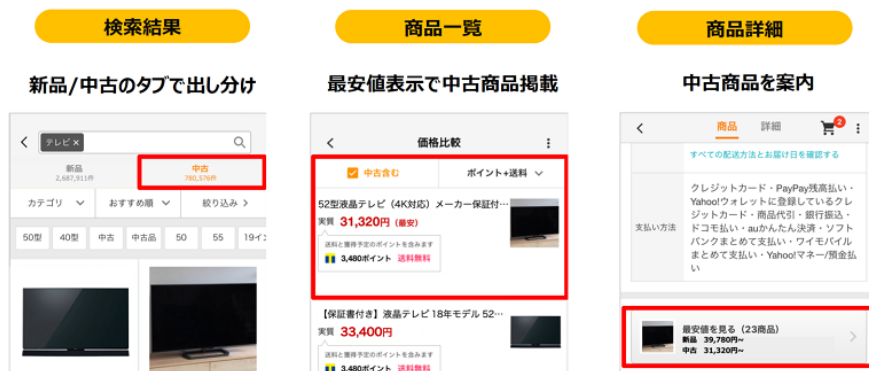 検索結果
新品/中古のタブで出し分け
テレビ ×
新品
2,687,911件
中古
780,576件
カテゴリ
おすすめ順
絞り込み
50型
40型
中古
中古品
50
55
19イン
商品一覧
最安値表示で中古商品掲載
価格比較
中古含む
ポイント+送料
52型液晶テレビ（4K対応）メーカー保証付…
実質 31,320円（最安）
送料と獲得予定のポイントを含みます
3,480ポイント 送料無料
【保証書付き】液晶テレビ 18年モデル 52…
実質 33,400円
送料と獲得予定のポイントを含みます
3,480ポイント 送料無料
商品詳細
中古商品を案内
商品
詳細
2
すべての配送方法とお届け日を確認する
支払い方法
クレジットカード・PayPay残高払い・
Yahoo!ウォレットに登録しているクレ
ジットカード・商品代引・銀行振込・
ドコモ払い・auかんたん決済・ソフト
バンクまとめて支払い・ワイモバイル
まとめて支払い・Yahoo!マネー/預金払
い
最安値を見る（23商品）
新品 39,780円~
中古 31,320円~